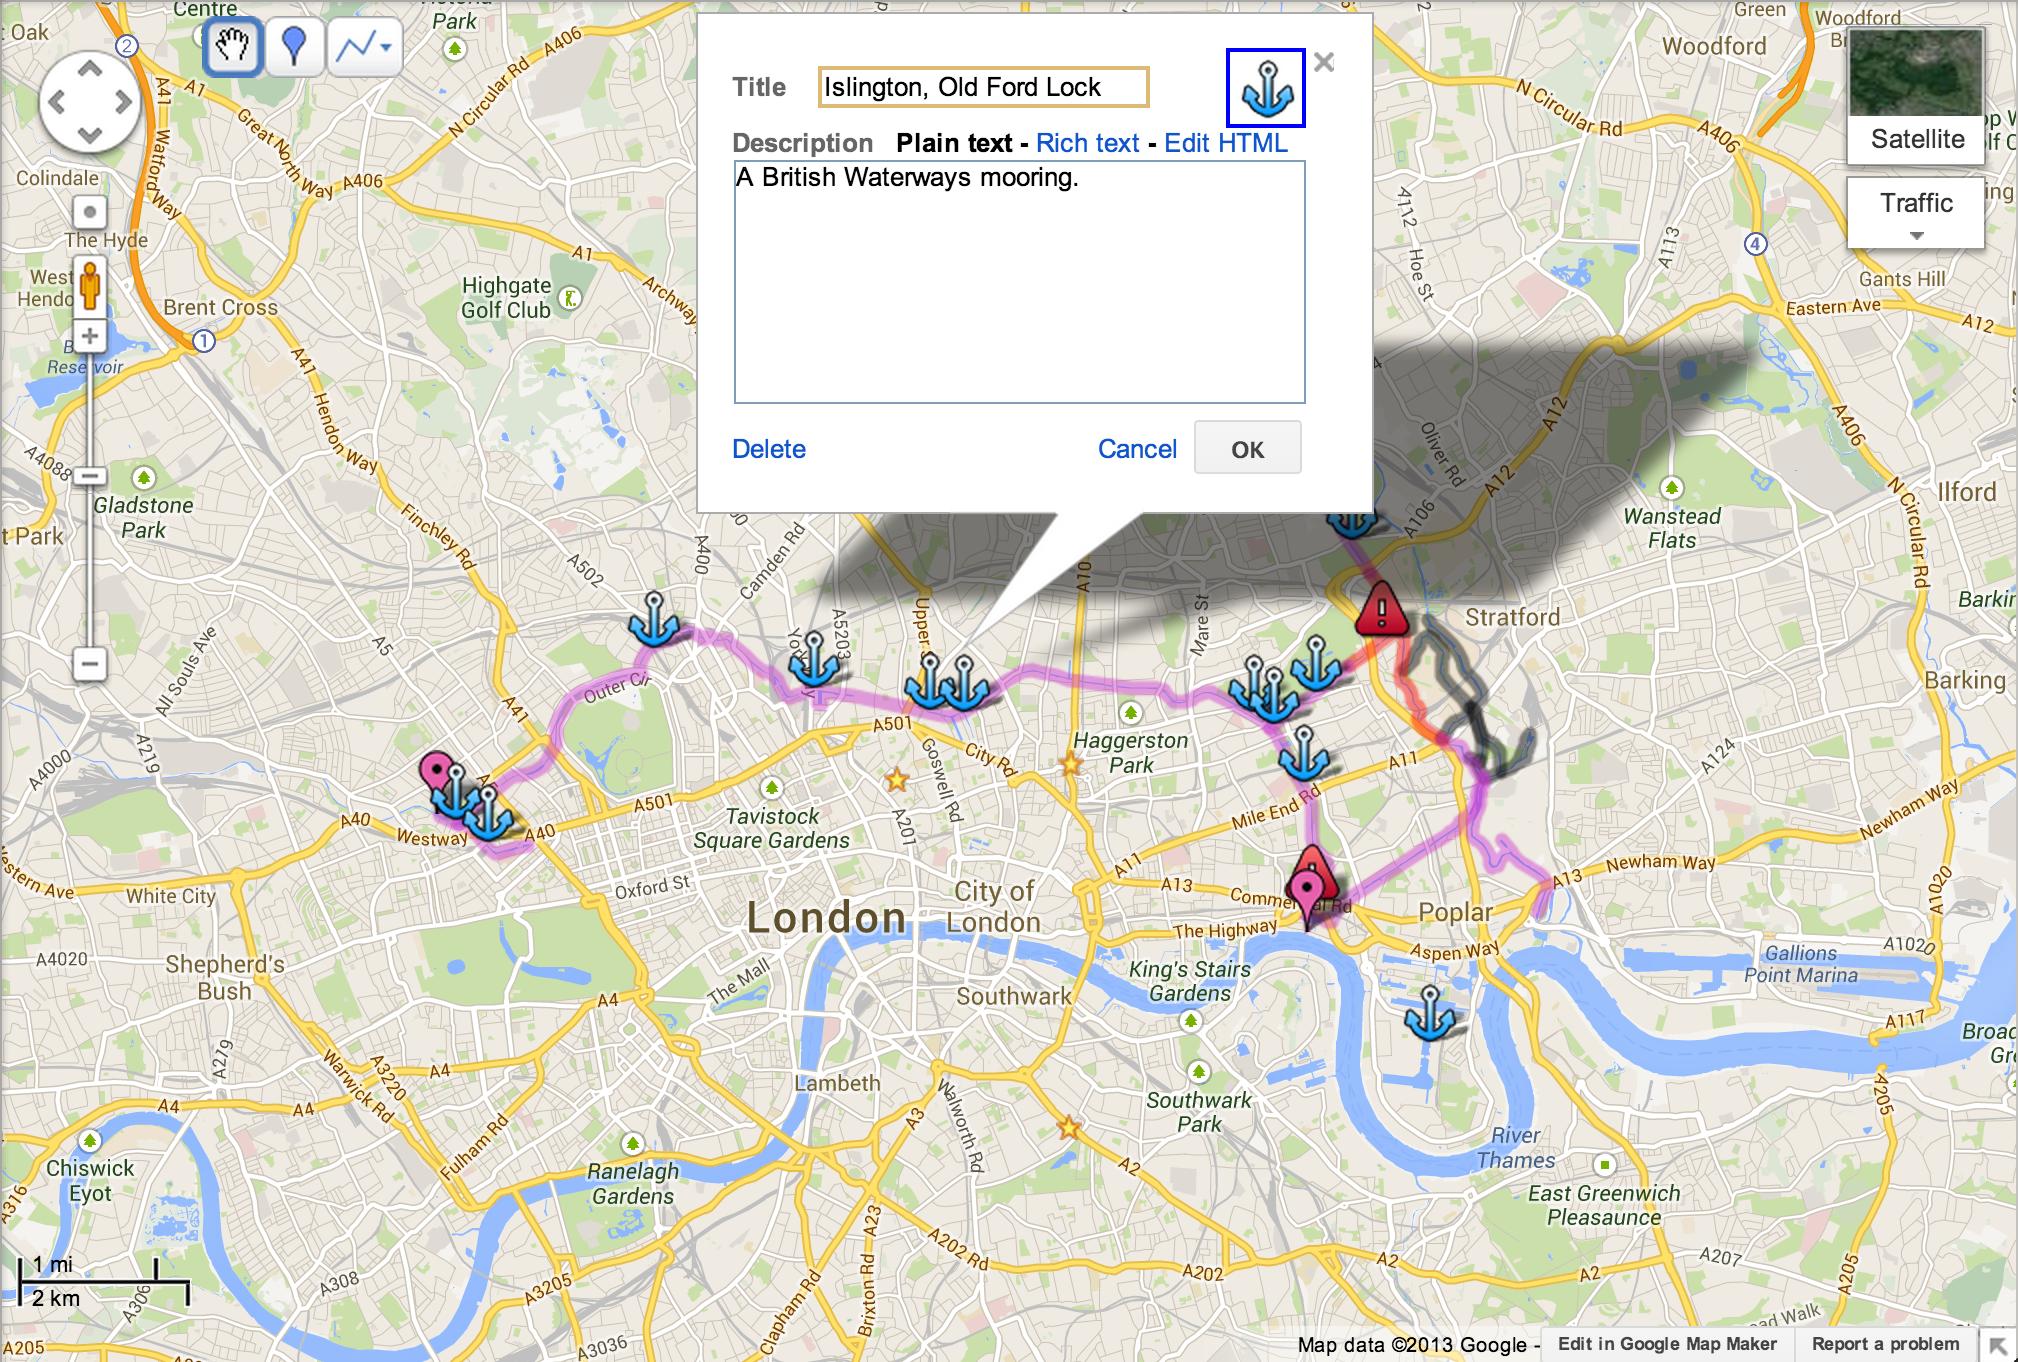 Centre
Park
Oak
2
A41
Watford Way
A1
Great North Way
N Circular Rd
A406
Colindale
A406
The Hyde
West
Hendo
Brent Cross
1
Reservoir
A41
Hendon Way
Highgate
Golf Club
A1
Archway
Title
Islington, Old Ford Lock
Description Plain text - Rich text - Edit HTML
A British Waterways mooring.
Delete
Cancel
OK
Green
Woodford
Woodford
N Circular Rd
A406
Satellite
Traffic
A112
Hoe St
A113
4
Gants Hill
Eastern Ave
A12
A12
A406
Oliver Rd
A12
A106
N Circular Rd
Ilford
Wanstead
Flats
A4088
Gladstone
Park
t Park
Finchley Rd
A502
A400
Camden Rd
A5203
Upper
A10
Mare St
Stratford
Barking
A5
All Souls Ave
Outer Cir
A41
A219
A4000
A501
City Rd
Goswell Rd
Haggerston
Park
A11
A124
Mile End Rd
Newham Way
A40
Westway
A40
A501
Tavistock
Square Gardens
A201
A11
Newham Way
A13
A1020
estern Ave
White City
Oxford St
City of
London
London
A13
The Highway
Poplar
Aspen Way
A4020
Shepherd's
Bush
The Mall
King's Stairs
Gardens
Southwark
Gallions
Point Marina
A1020
A4
A117
Broad
Gr
A219
Warwick Rd
A3220
A4
Lambeth
Walworth Rd
A3
Southwark
Park
A205
A4
A4
Chiswick
Eyot
A316
Fulham Rd
Ranelagh
Gardens
A2
River
Thames
East Greenwich
Pleasaunce
A23
A202 Rd
A202
A2
A2
A207
A205
1 mi
2 km
A306
A308
A3205
Clapham Rd
Brixton Rd
A3036
A205
ad Walk
Map data ©2013 Google -
Edit in Google Map Maker
Report a problem